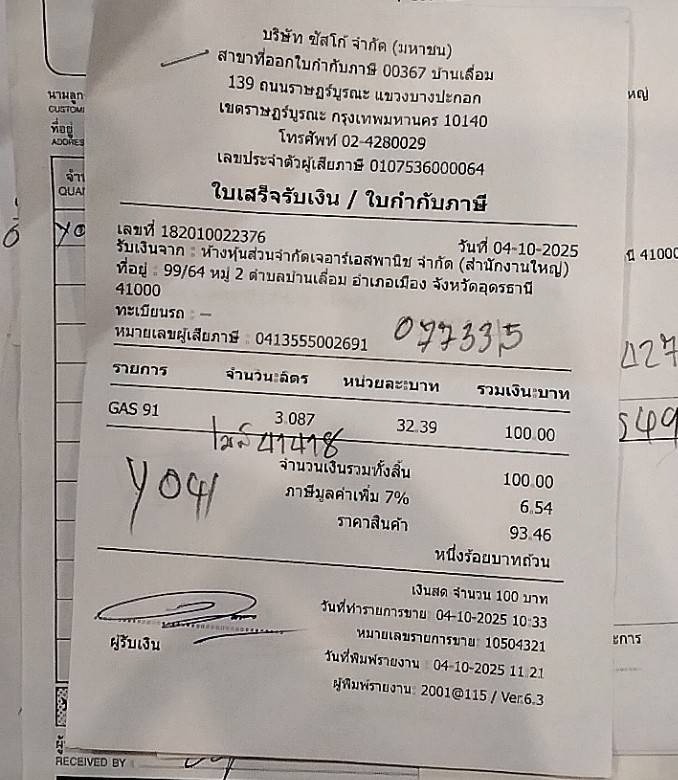 บริษัท ซัสโก้ จำกัด (มหาชน)
สาขาที่ออกใบกำกับภาษี 00367 บ้านเลื่อม
139 ถนนราษฎร์บูรณะ แขวงบางปะกอก
เขตราษฎร์บูรณะ กรุงเทพมหานคร 10140
โทรศัพท์ 02-4280029
เลขประจำตัวผู้เสียภาษี 0107536000064
ใบเสร็จรับเงิน / ใบกำกับภาษี
เลขที่ 182010022376 วันที่ 04-10-2025
รับเงินจาก : ห้างหุ้นส่วนจำกัดเจอาร์เอสพานิช จำกัด (สำนักงานใหญ่)
ที่อยู่ : 99/64 หมู่ 2 ตำบลบ้านเลื่อม อำเภอเมือง จังหวัดอุดรธานี
41000
ทะเบียนรถ : —
หมายเลขผู้เสียภาษี : 0413555002691
077335
รายการ จำนวน:ลิตร หน่วยละ:บาท รวมเงิน:บาท
GAS 91 3.087 32.39 100.00
ไมล์ 41418
จำนวนเงินรวมทั้งสิ้น 100.00
ภาษีมูลค่าเพิ่ม 7% 6.54
ราคาสินค้า 93.46
หนึ่งร้อยบาทถ้วน
เงินสด จำนวน 100 บาท
วันที่ทำรายการขาย 04-10-2025 10:33
หมายเลขรายการขาย: 10504321
วันที่พิมพ์รายงาน : 04-10-2025 11:21
ผู้พิมพ์รายงาน: 2001@115 / Ver.6.3
ผู้รับเงิน
นามลูก
CUSTOM
ที่อยู่
ADDRES
จำ
QUA
RECEIVED BY
41000